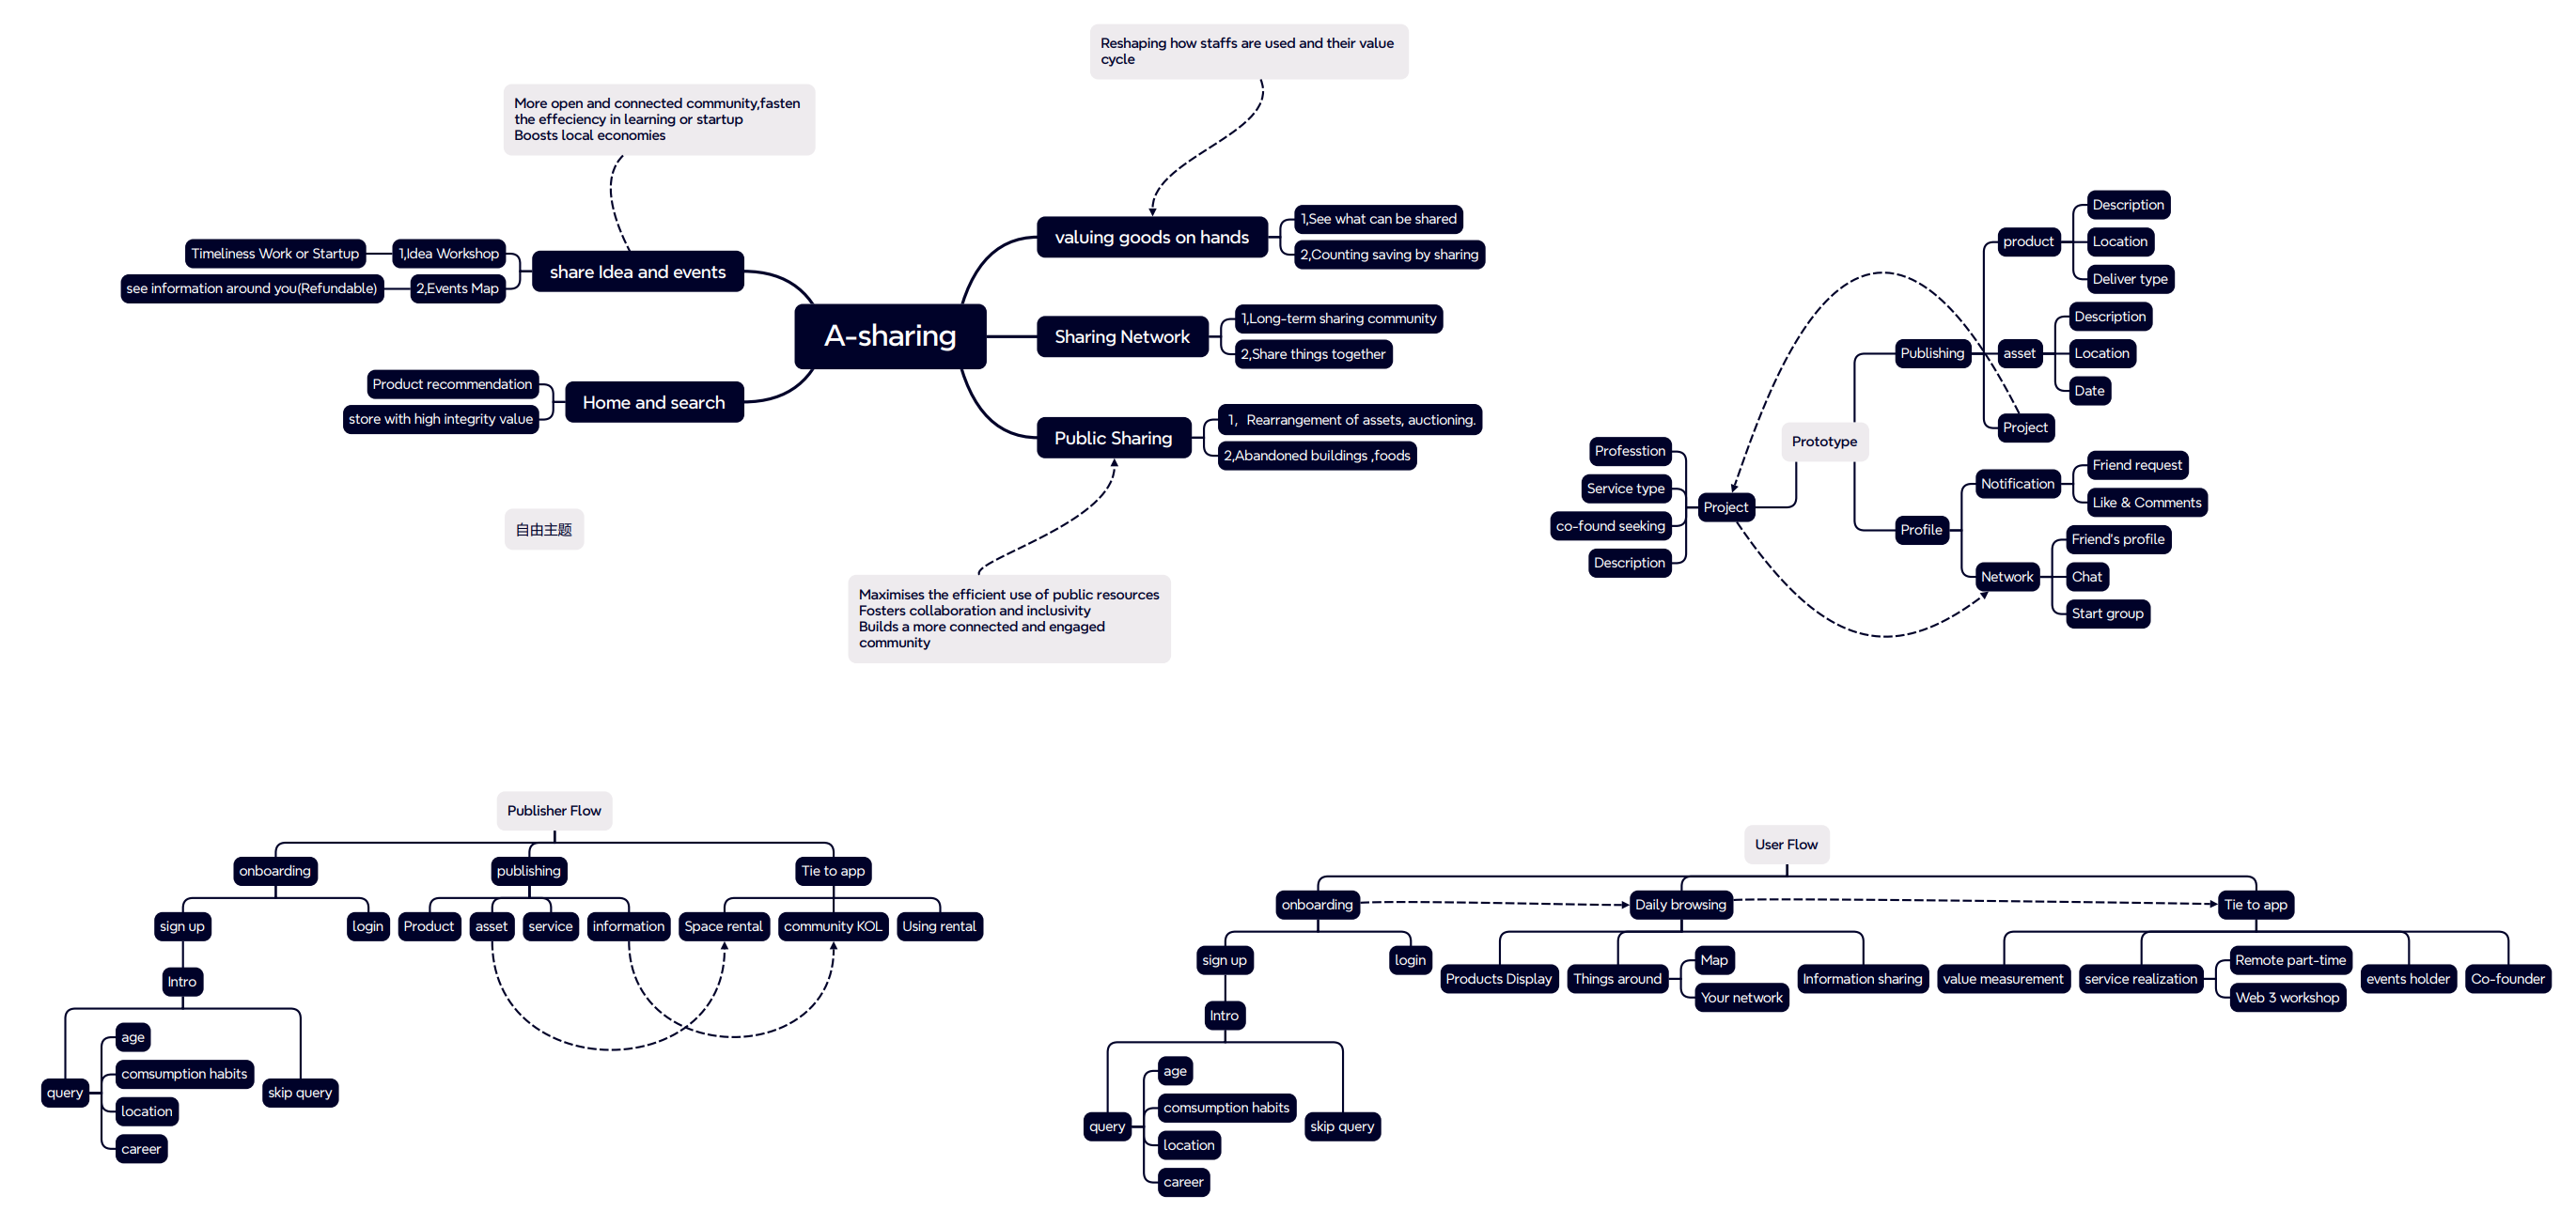 Reshaping how staffs are used and their value
cycle
More open and connected community,fasten
the effeciency in learning or startup
Boosts local economies
Timeliness Work or Startup
1,Idea Workshop
see information around you(Refundable)
2,Events Map
share Idea and events
Product recommendation
store with high integrity value
Home and search
A-sharing
valuing goods on hands
1,See what can be shared
2,Counting saving by sharing
Sharing Network
1,Long-term sharing community
2,Share things together
Public Sharing
1, Rearrangement of assets, auctioning.
2,Abandoned buildings ,foods
自由主题
Maximises the efficient use of public resources
Fosters collaboration and inclusivity
Builds a more connected and engaged
community
Prototype
Publishing
product
Description
Location
Deliver type
asset
Description
Location
Date
Project
Profile
Notification
Friend request
Like & Comments
Network
Friend's profile
Chat
Start group
Project
Professtion
Service type
co-found seeking
Description
Publisher Flow
onboarding
publishing
Tie to app
sign up
login
Product
asset
service
information
Space rental
community KOL
Using rental
Intro
query
age
comsumption habits
location
career
skip query
User Flow
onboarding
Daily browsing
Tie to app
sign up
login
Products Display
Things around
Map
Your network
Information sharing
value measurement
service realization
Remote part-time
Web 3 workshop
events holder
Co-founder
Intro
query
age
comsumption habits
location
career
skip query